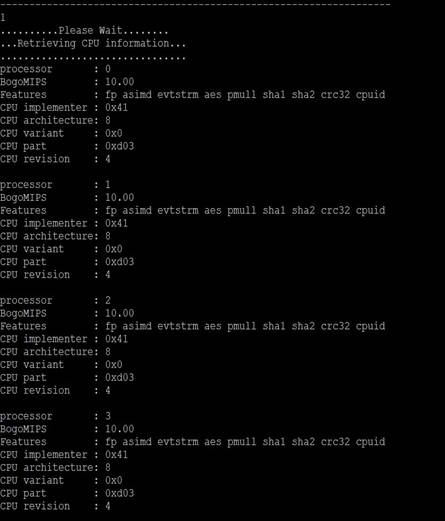 1
..........Please Wait........
...Retrieving CPU information...
................................
processor : 0
BogoMIPS : 10.00
Features : fp asimd evtstrm aes pmull sha1 sha2 crc32 cpuid
CPU implementer : 0x41
CPU architecture: 8
CPU variant : 0x0
CPU part : 0xd03
CPU revision : 4
processor : 1
BogoMIPS : 10.00
Features : fp asimd evtstrm aes pmull sha1 sha2 crc32 cpuid
CPU implementer : 0x41
CPU architecture: 8
CPU variant : 0x0
CPU part : 0xd03
CPU revision : 4
processor : 2
BogoMIPS : 10.00
Features : fp asimd evtstrm aes pmull sha1 sha2 crc32 cpuid
CPU implementer : 0x41
CPU architecture: 8
CPU variant : 0x0
CPU part : 0xd03
CPU revision : 4
processor : 3
BogoMIPS : 10.00
Features : fp asimd evtstrm aes pmull sha1 sha2 crc32 cpuid
CPU implementer : 0x41
CPU architecture: 8
CPU variant : 0x0
CPU part : 0xd03
CPU revision : 4